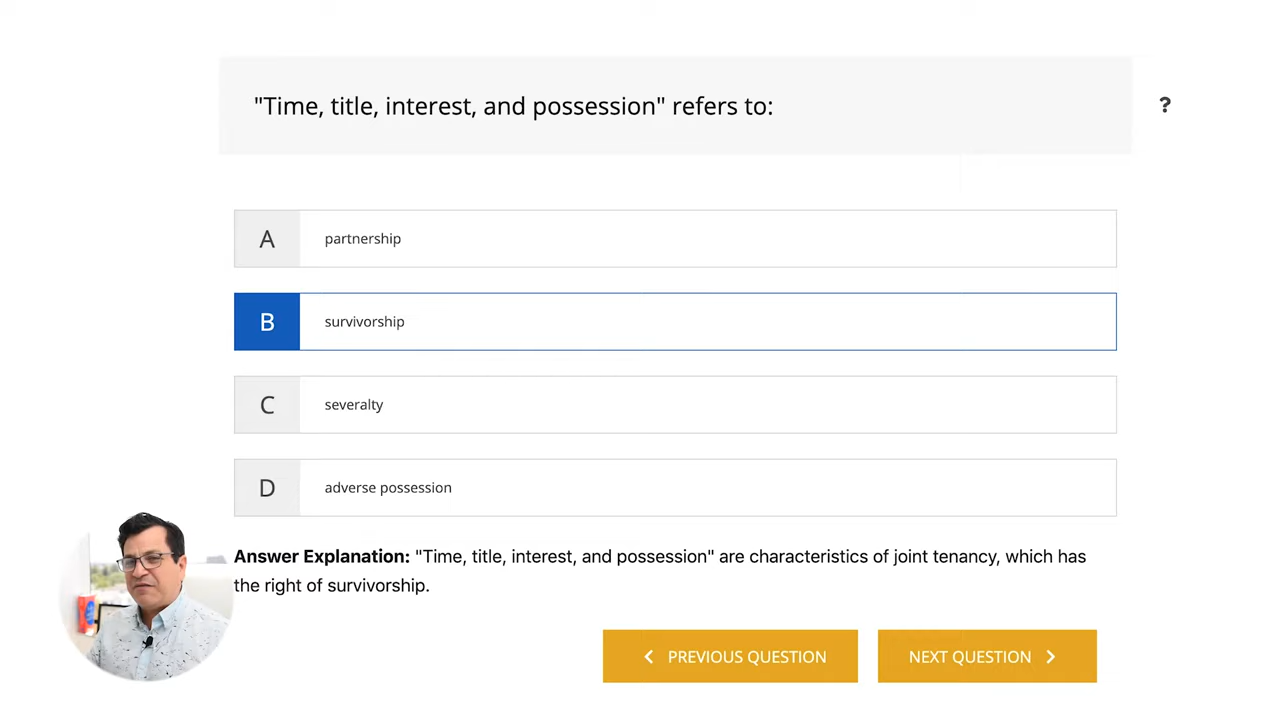 "Time, title, interest, and possession" refers to:
?
A
partnership
B
survivorship
C
severalty
D
adverse possession
Answer Explanation: "Time, title, interest, and possession" are characteristics of joint tenancy, which has
the right of survivorship.
PREVIOUS QUESTION
NEXT QUESTION